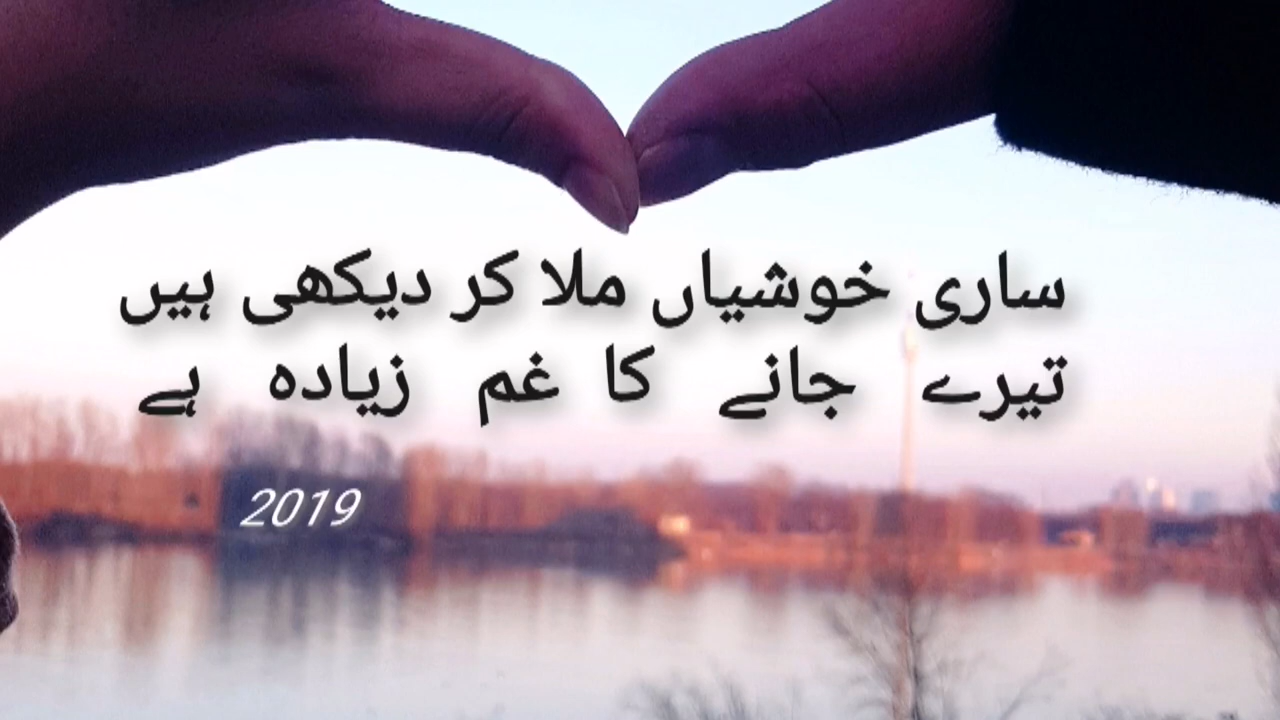 ساری خوشیاں ملا کر دیکھی ہیں
تیرے جانے کا غم زیادہ ہے
2019